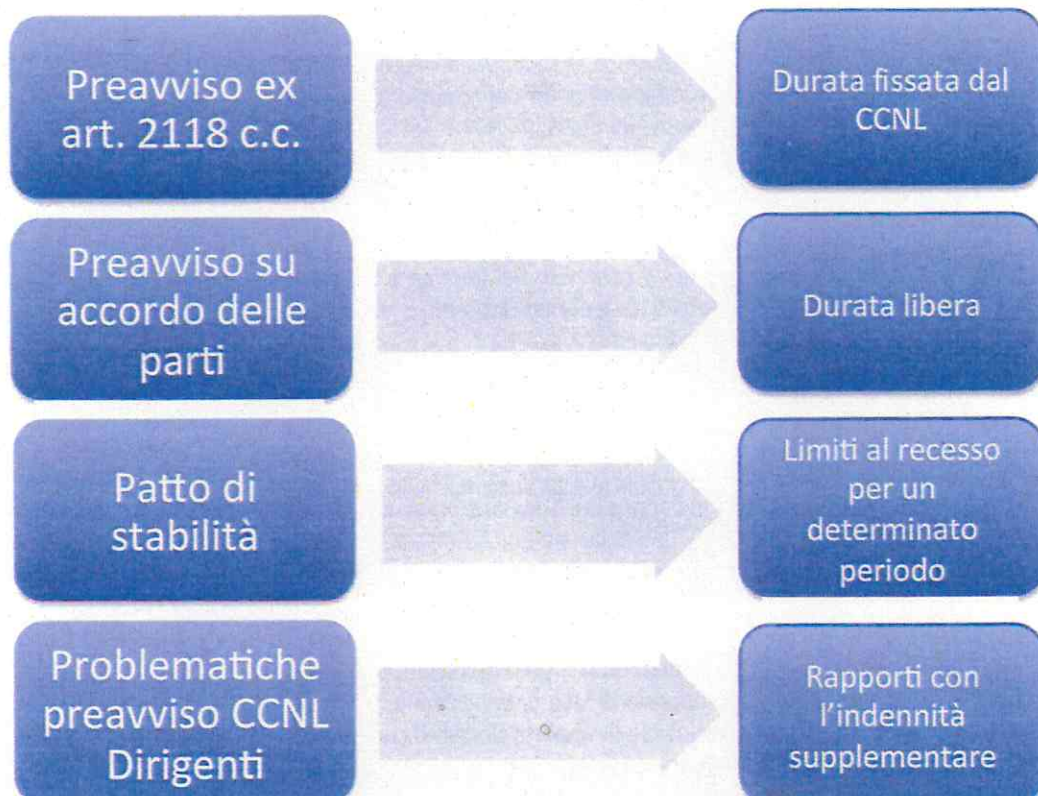 Preavviso ex
art. 2118 c.c.
Durata fissata dal
CCNL
Preavviso su
accordo delle
parti
Durata libera
Patto di
stabilità
Limiti al recesso
per un
determinato
periodo
Problematiche
preavviso CCNL
Dirigenti
Rapporti con
l'indennità
supplementare